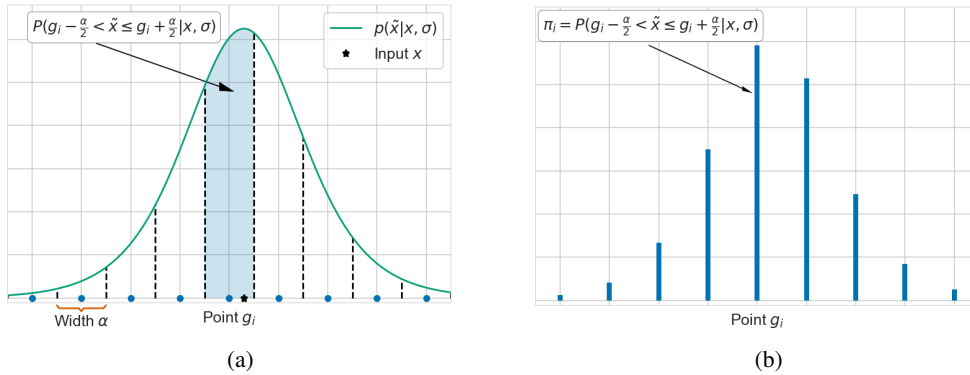 P(g_i − α/2 < x̃ ≤ g_i + α/2 | x, σ)
p(x̃|x, σ)
Input x
Width α
Point g_i
(a)
π_i = P(g_i − α/2 < x̃ ≤ g_i + α/2 | x, σ)
Point g_i
(b)